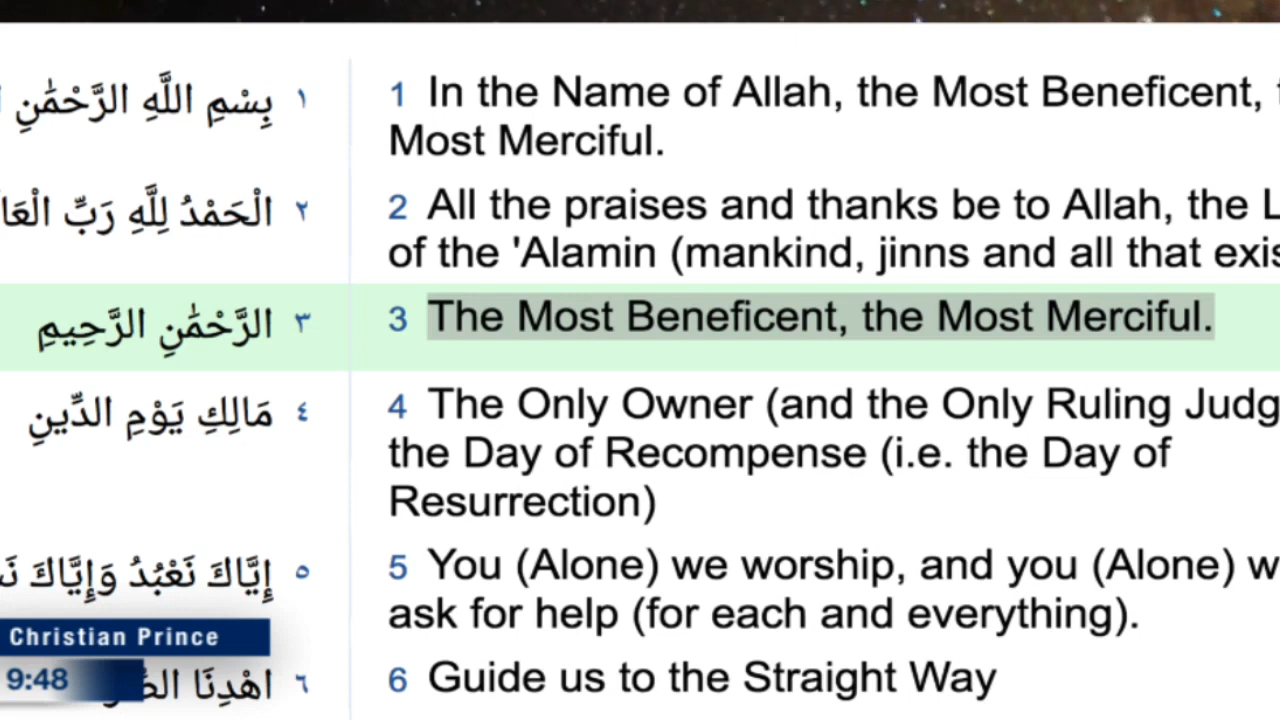 بِسْمِ اللَّهِ الرَّحْمَٰنِ ١
1 In the Name of Allah, the Most Beneficent,
Most Merciful.
الْحَمْدُ لِلَّهِ رَبِّ ٢
2 All the praises and thanks be to Allah, the
of the 'Alamin (mankind, jinns and all that
الرَّحْمَٰنِ الرَّحِيمِ ٣
3 The Most Beneficent, the Most Merciful.
مَالِكِ يَوْمِ الدِّينِ ٤
4 The Only Owner (and the Only Ruling
the Day of Recompense (i.e. the Day of
Resurrection)
إِيَّاكَ نَعْبُدُ وَإِيَّاكَ ٥
5 You (Alone) we worship, and you (Alone)
ask for help (for each and everything).
اهْدِنَا ٦
6 Guide us to the Straight Way
Christian Prince
9:48